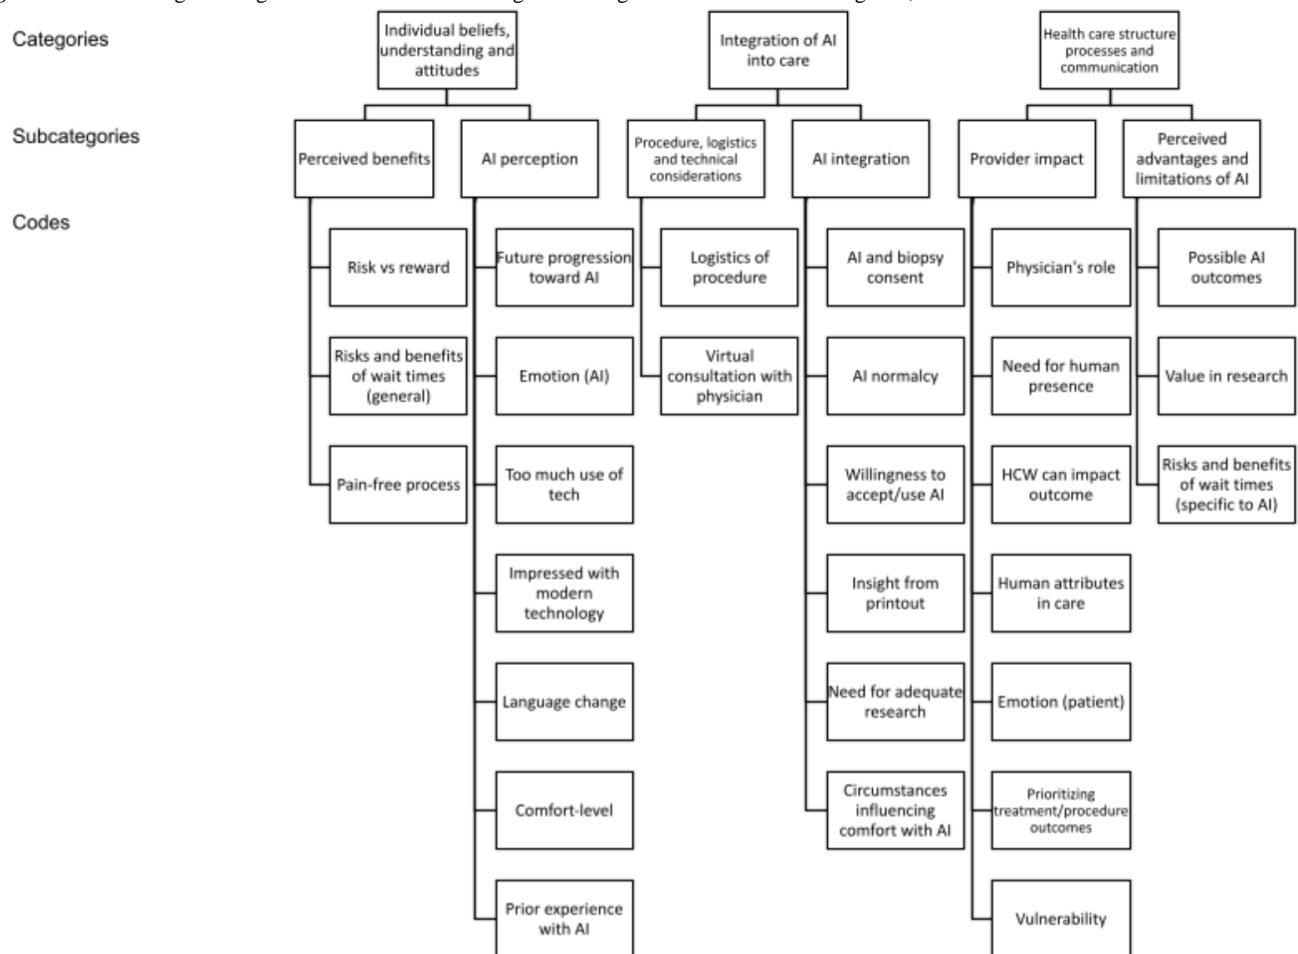 Categories
Individual beliefs,
understanding and
attitudes
Integration of AI
into care
Health care structure
processes and
communication
Subcategories
Perceived benefits
AI perception
Procedure, logistics
and technical
considerations
AI integration
Provider impact
Perceived
advantages and
limitations of AI
Codes
Risk vs reward
Future progression
toward AI
Logistics of
procedure
AI and biopsy
consent
Physician's role
Possible AI
outcomes
Risks and benefits
of wait times
(general)
Emotion (AI)
Virtual
consultation with
physician
AI normalcy
Need for human
presence
Value in research
Pain-free process
Too much use of
tech
Willingness to
accept/use AI
HCW can impact
outcome
Risks and benefits
of wait times
(specific to AI)
Impressed with
modern
technology
Insight from
printout
Human attributes
in care
Language change
Need for adequate
research
Emotion (patient)
Comfort-level
Circumstances
influencing
comfort with AI
Prioritizing
treatment/procedure
outcomes
Prior experience
with AI
Vulnerability